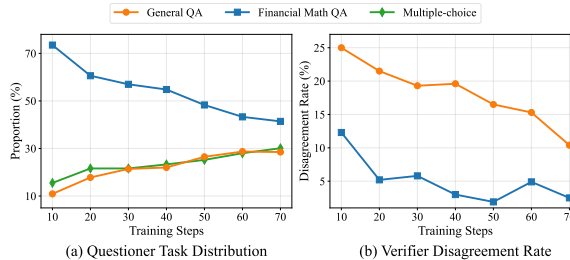 General QA Financial Math QA Multiple-choice
Proportion (%)
70
50
30
10
10 20 30 40 50 60 70
Training Steps
(a) Questioner Task Distribution
Disagreement Rate (%)
25
20
15
10
5
10 20 30 40 50 60 70
Training Steps
(b) Verifier Disagreement Rate